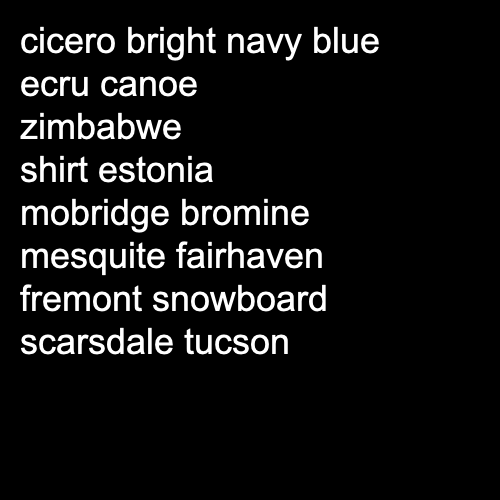 cicero bright navy blue
ecru canoe
zimbabwe
shirt estonia
mobridge bromine
mesquite fairhaven
fremont snowboard
scarsdale tucson